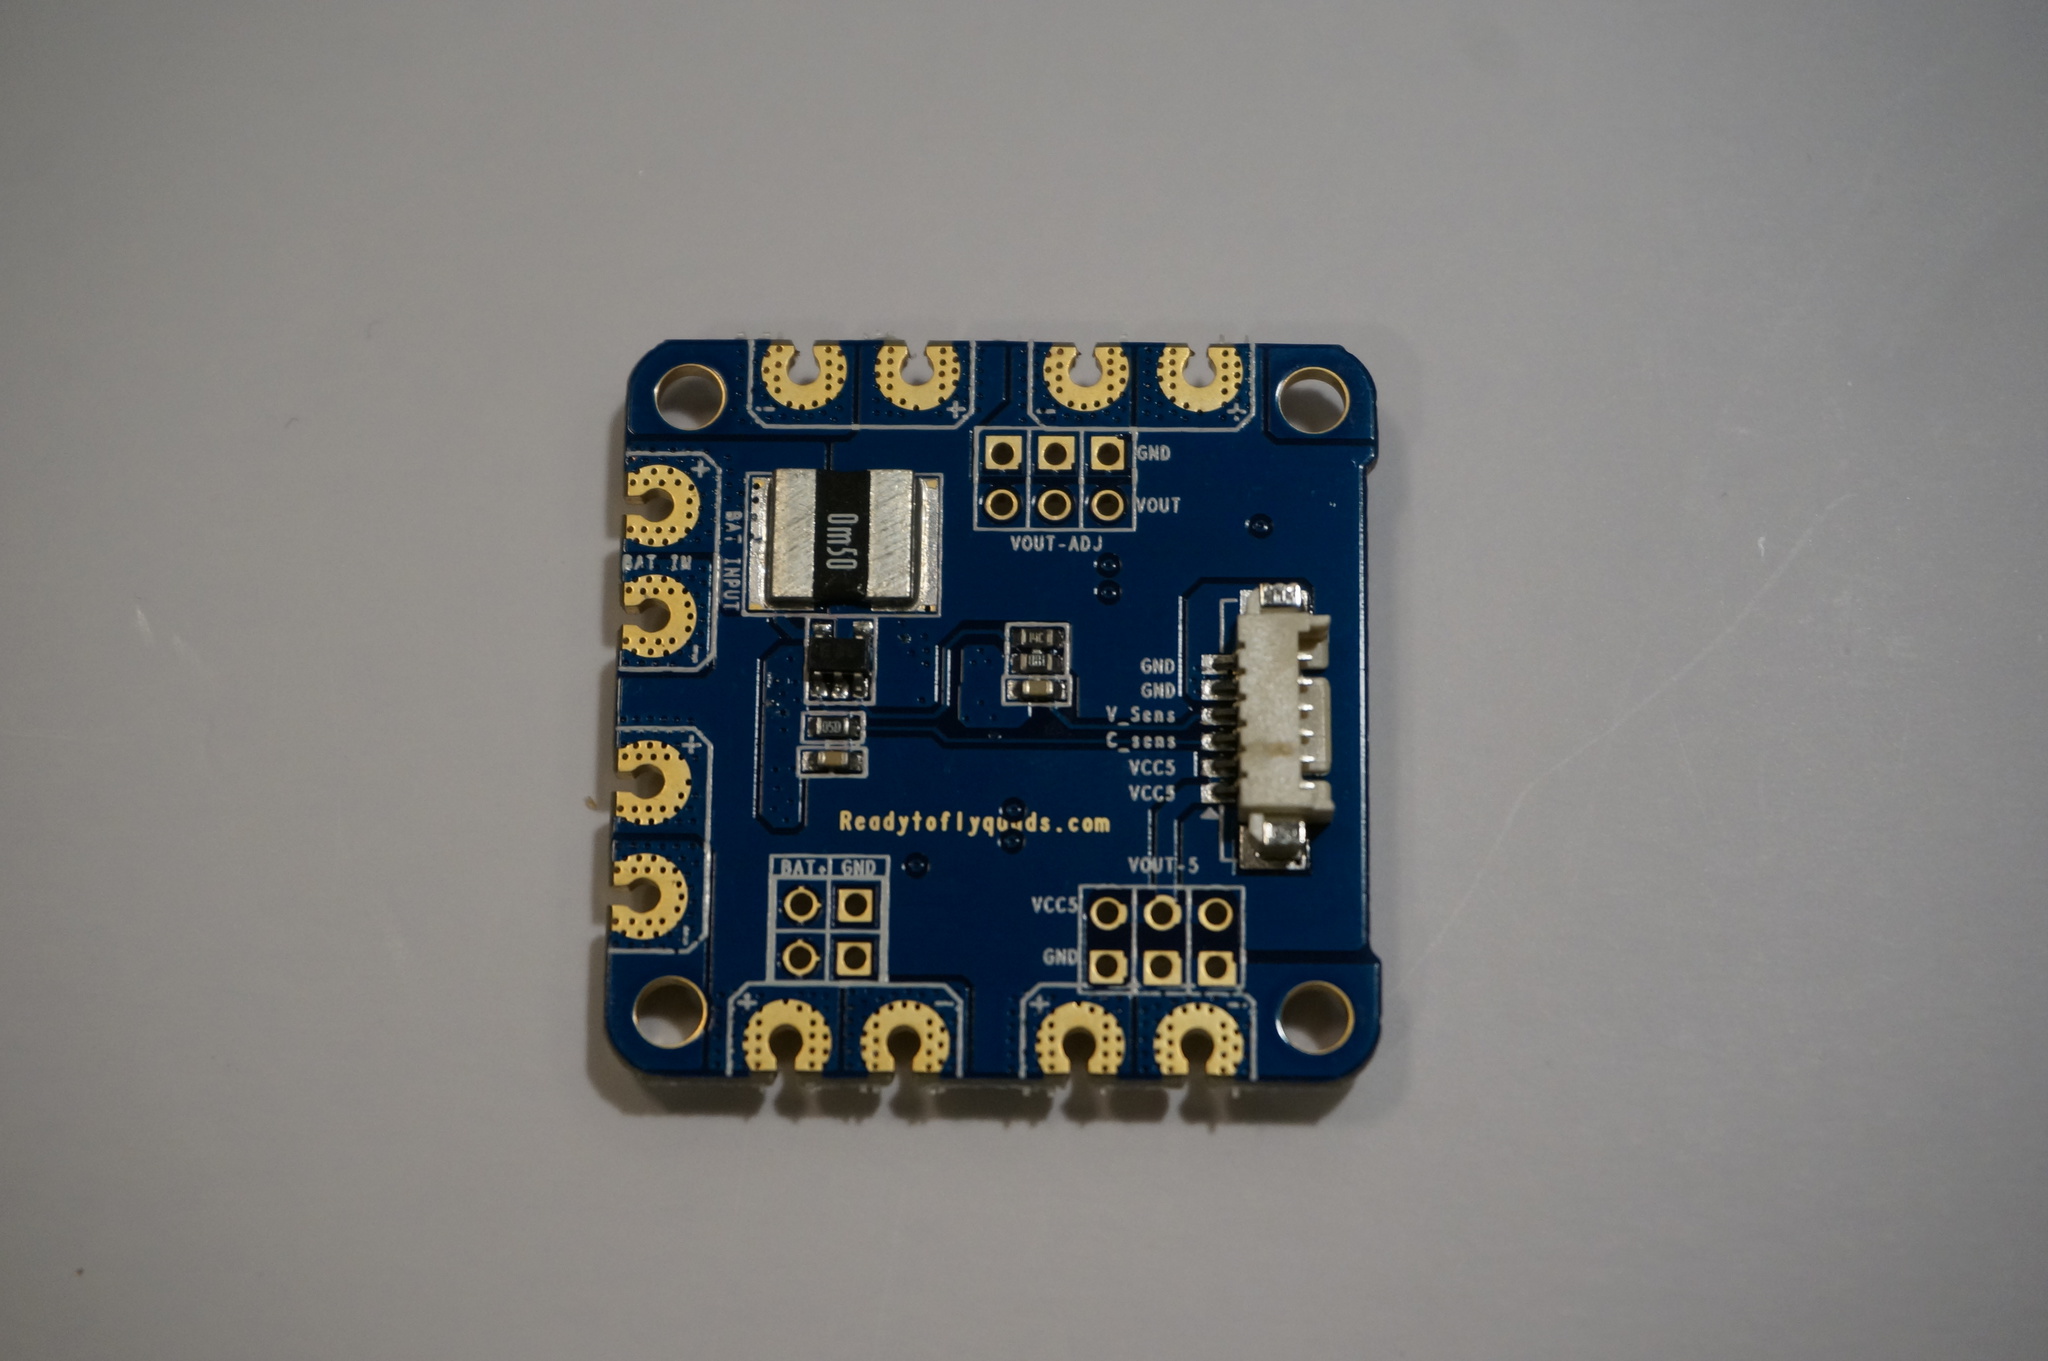 - +
- +
GND
VOUT
VOUT-ADJ
+
BAT IN
BAT INPUT
-
0m50
GND
GND
V_Sens
C_sens
VCC5
VCC5
+
05D
-
Readytoflyquads.com
BAT+ GND
VOUT-5
VCC5
GND
+ -
+ -